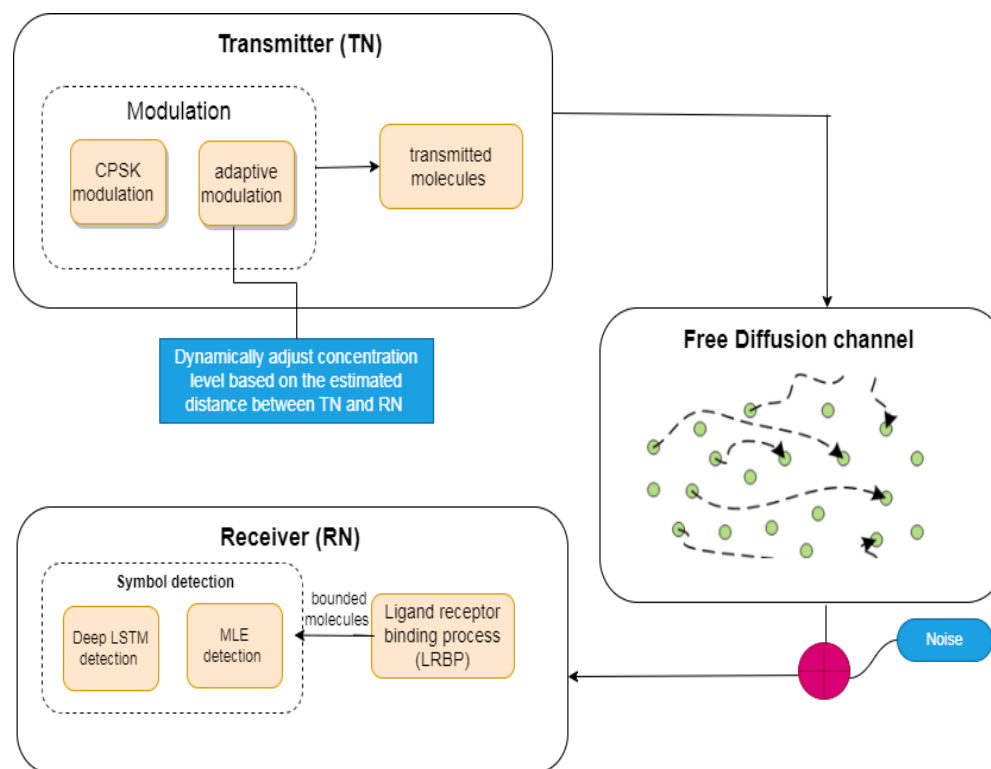 Transmitter (TN)
Modulation
CPSK
modulation
adaptive
modulation
transmitted
molecules
Dynamically adjust concentration
level based on the estimated
distance between TN and RN
Free Diffusion channel
Noise
Receiver (RN)
Symbol detection
Deep LSTM
detection
MLE
detection
bounded
molecules
Ligand receptor
binding process
(LRBP)